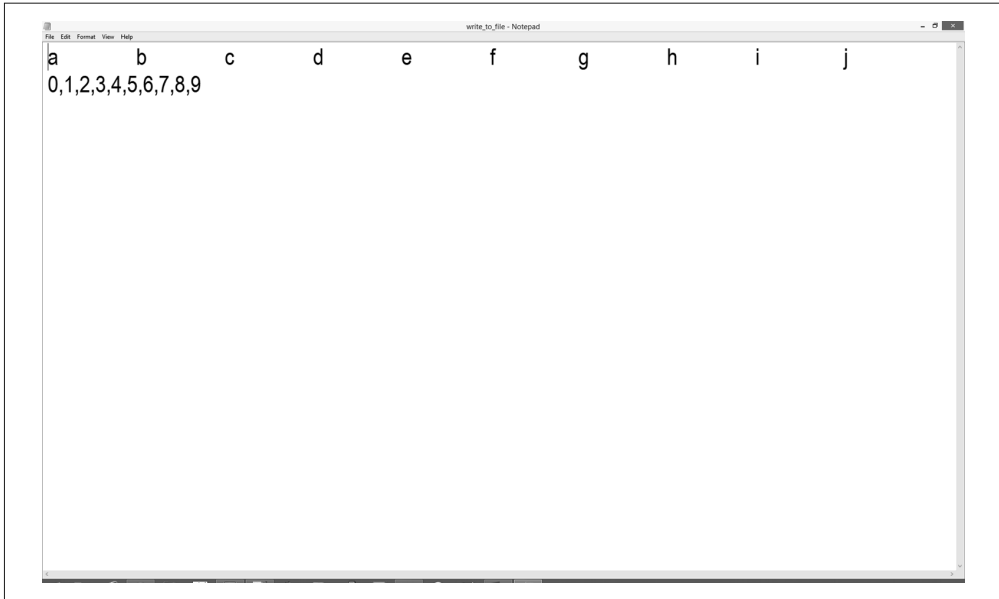 write_to_file - Notepad
File Edit Format View Help
a b c d e f g h i j
0,1,2,3,4,5,6,7,8,9